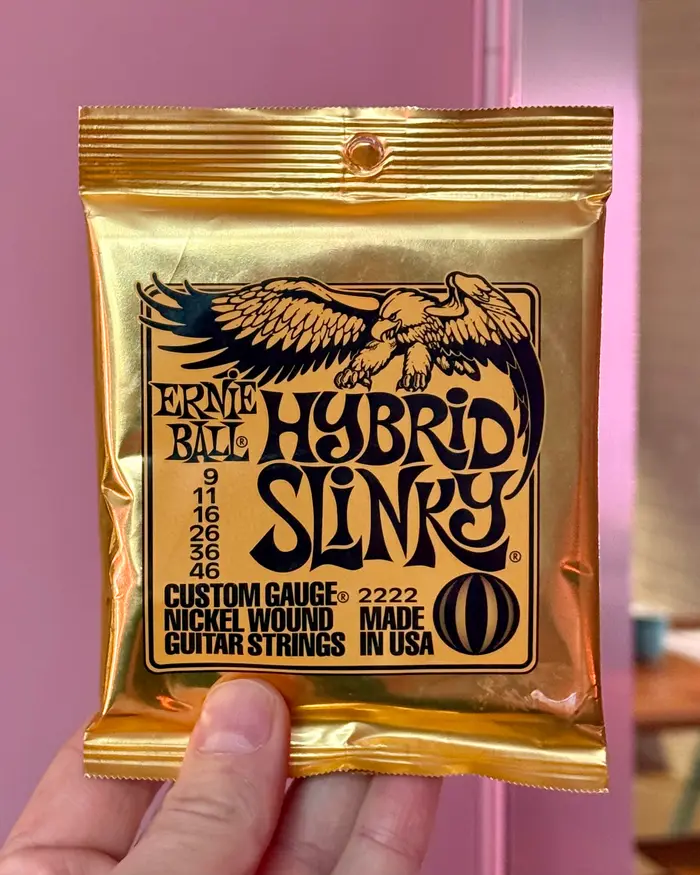 ERNIE
BALL®
HYBRID
SLINKY®
9
11
16
26
36
46
CUSTOM GAUGE®
NICKEL WOUND
GUITAR STRINGS
2222
MADE
IN USA